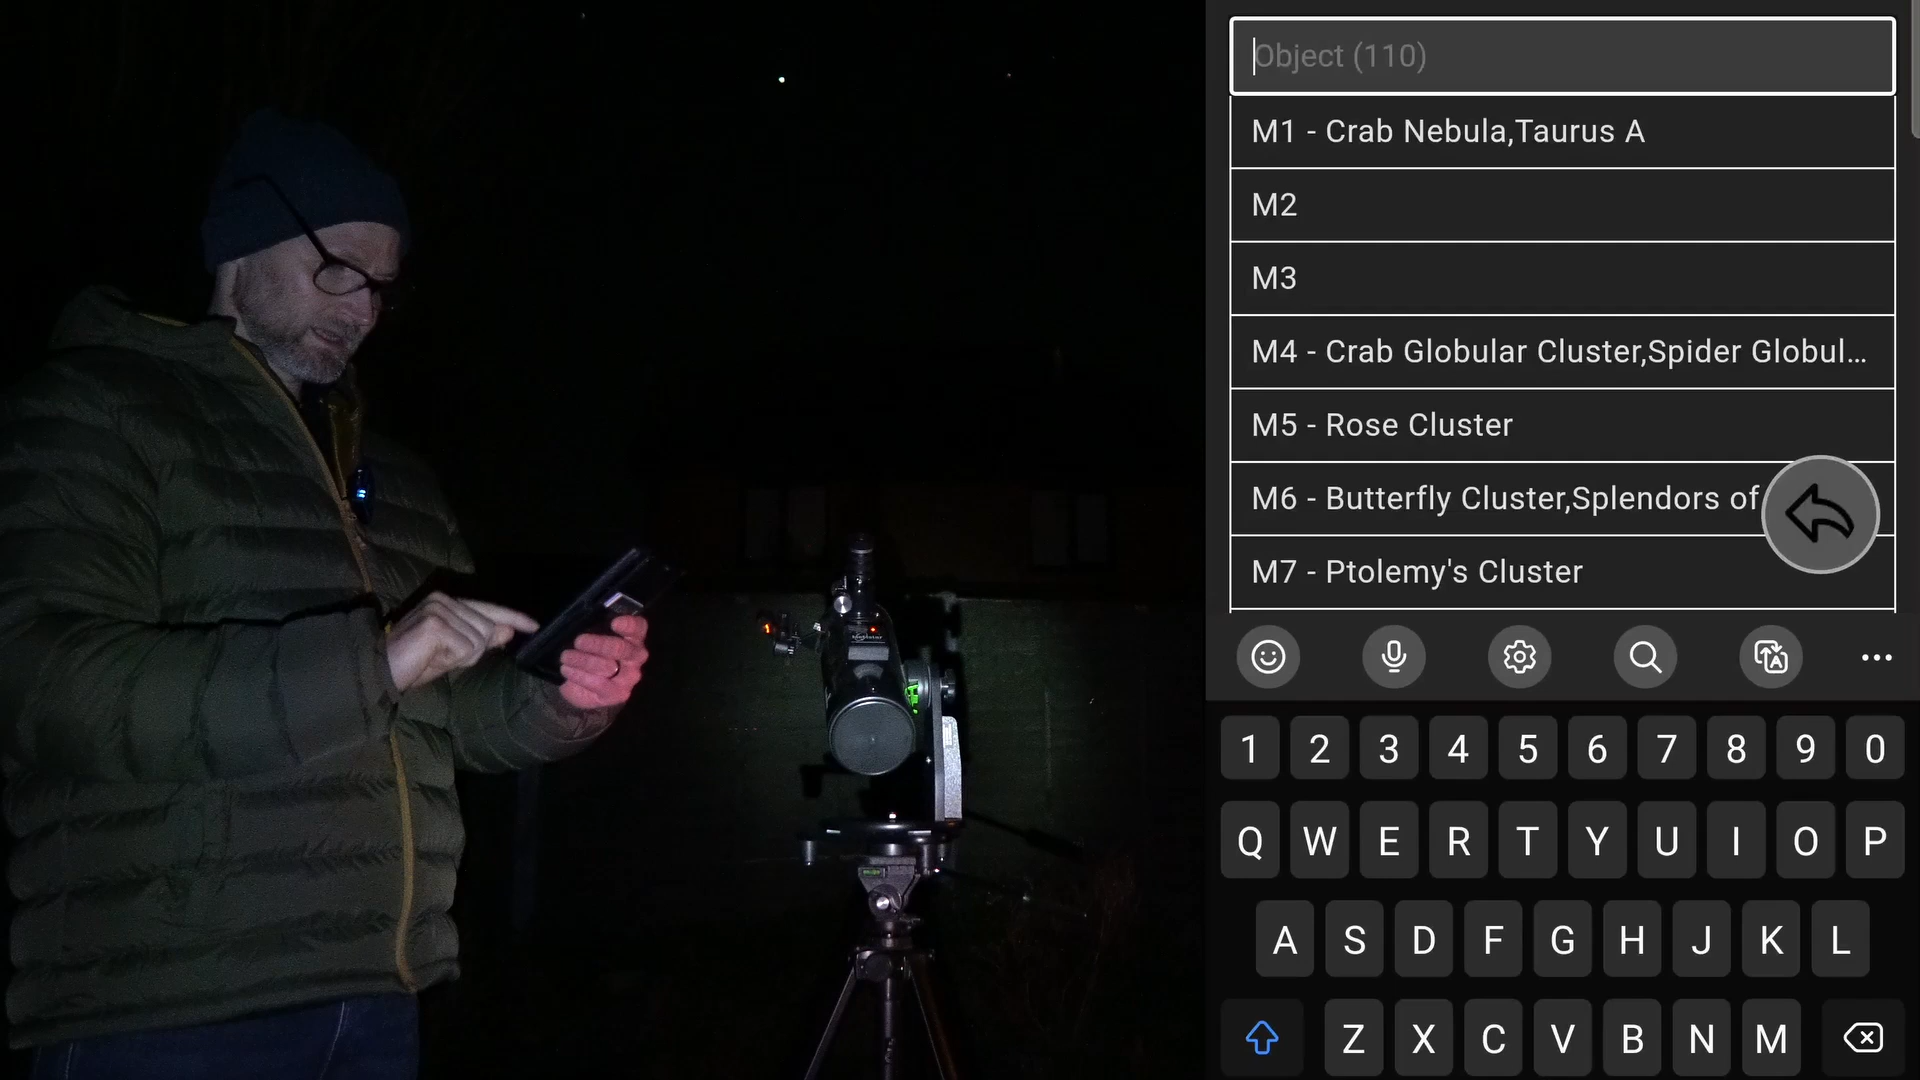 Object (110)
M1 - Crab Nebula,Taurus A
M2
M3
M4 - Crab Globular Cluster,Spider Globul...
M5 - Rose Cluster
M6 - Butterfly Cluster,Splendors of
M7 - Ptolemy's Cluster
1 2 3 4 5 6 7 8 9 0
Q W E R T Y U I O P
A S D F G H J K L
Z X C V B N M